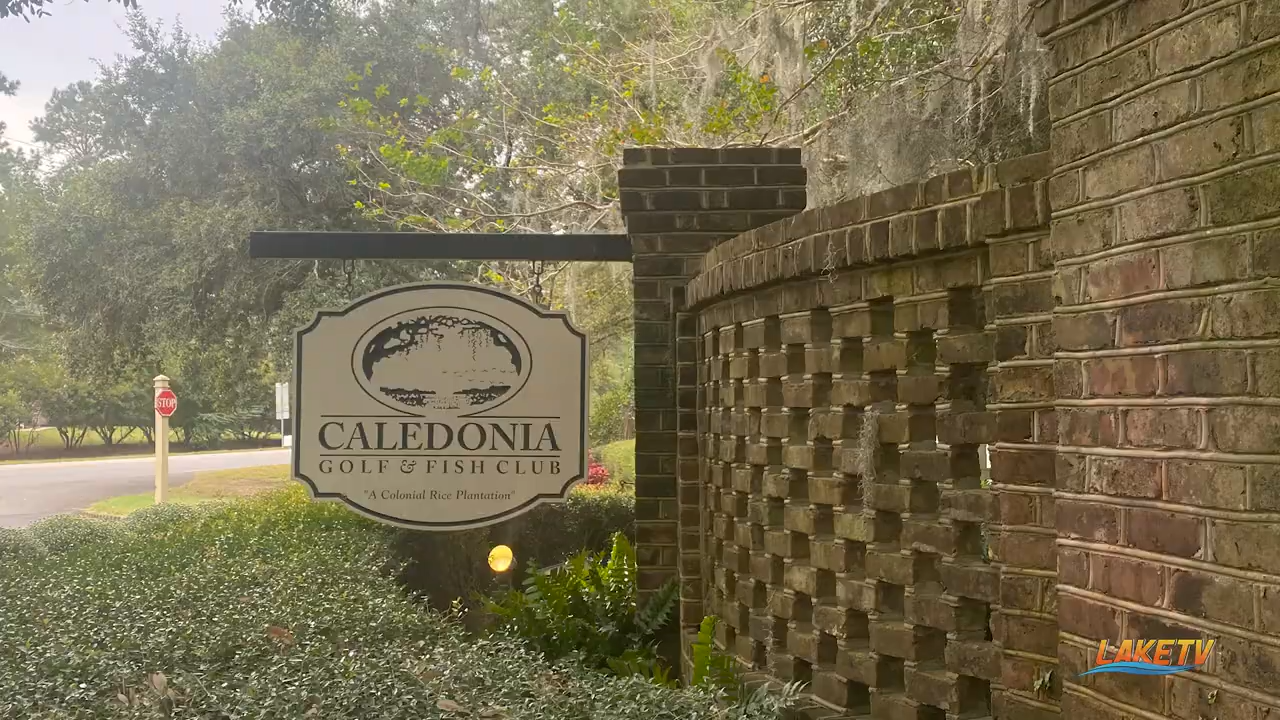 STOP
CALEDONIA
GOLF & FISH CLUB
"A Colonial Rice Plantation"
LAKETV